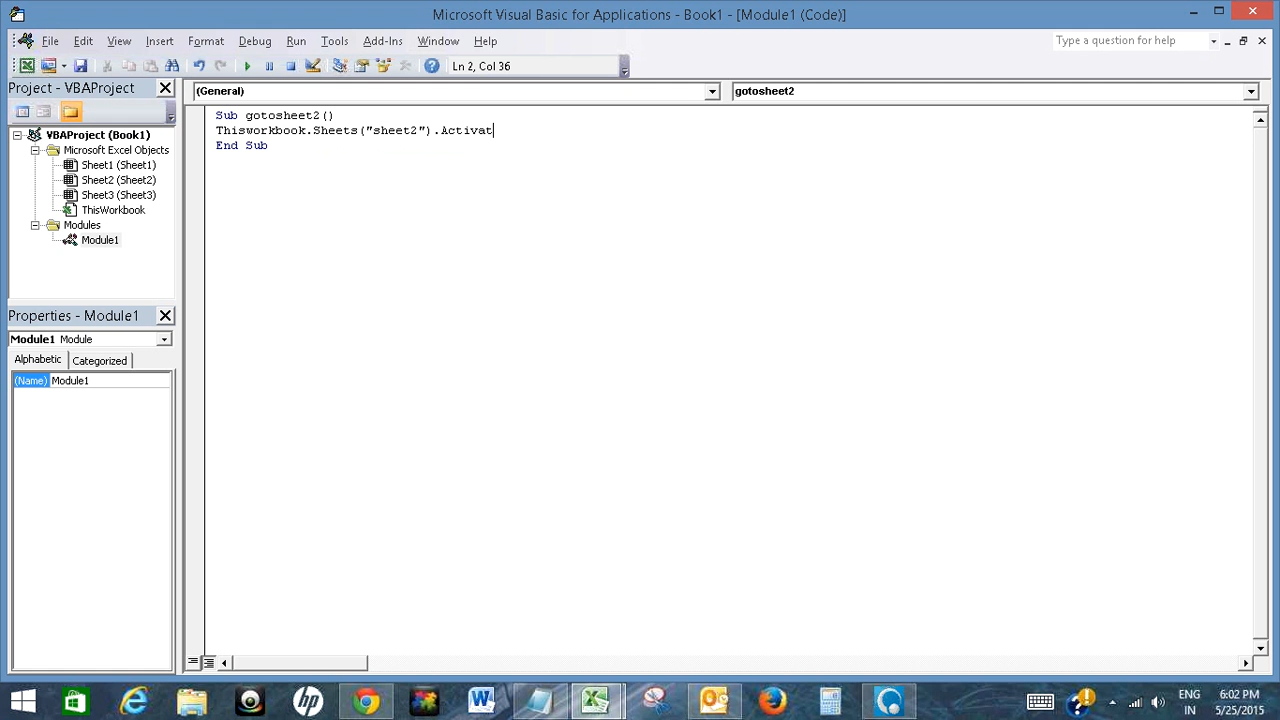 Microsoft Visual Basic for Applications - Book1 - [Module1 (Code)]
File Edit View Insert Format Debug Run Tools Add-Ins Window Help
Type a question for help
Ln 2, Col 36
Project - VBAProject
(General)
gotosheet2
VBAProject (Book1)
Microsoft Excel Objects
Sheet1 (Sheet1)
Sheet2 (Sheet2)
Sheet3 (Sheet3)
ThisWorkbook
Modules
Module1
Sub gotosheet2()
Thisworkbook.Sheets("sheet2").Activat
End Sub
Properties - Module1
Module1 Module
Alphabetic Categorized
(Name) Module1
hp
ENG
IN
6:02 PM
5/25/2015